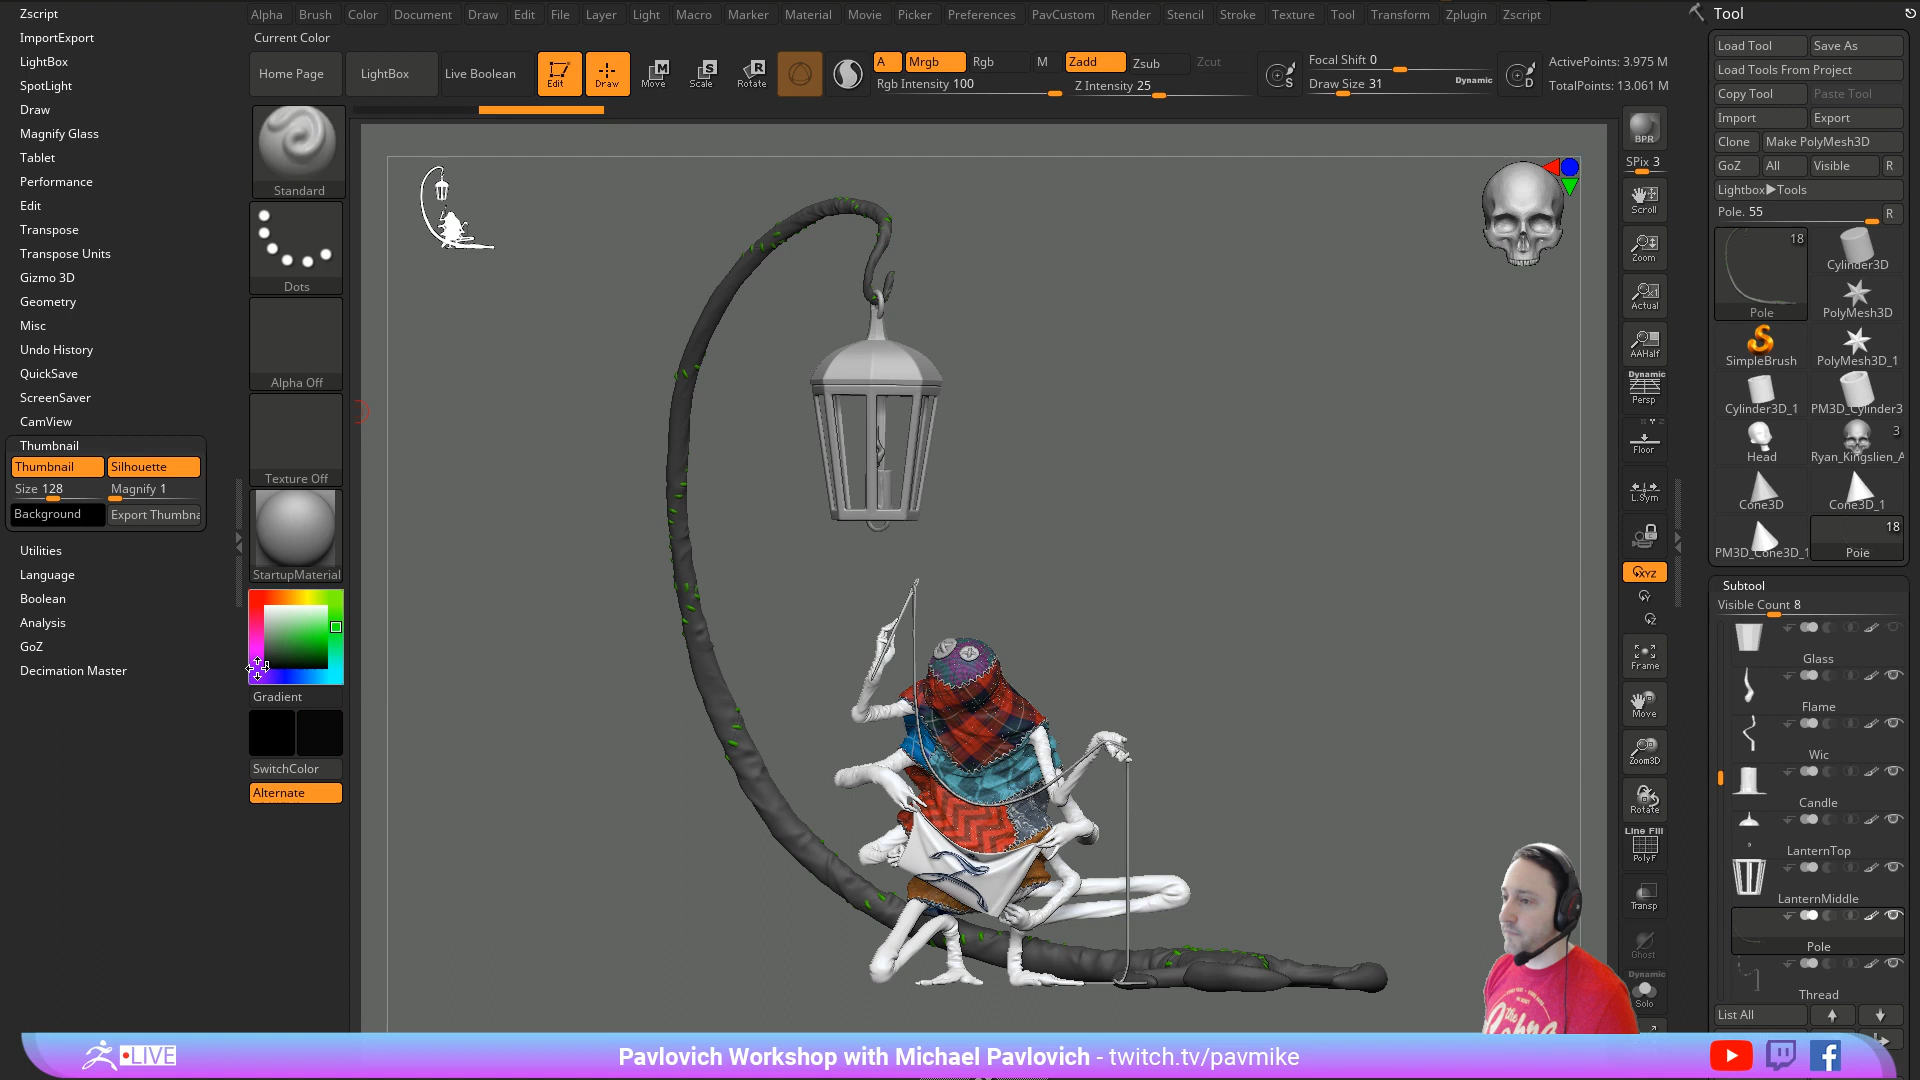 Zscript
ImportExport
LightBox
SpotLight
Draw
Magnify Glass
Tablet
Performance
Edit
Transpose
Transpose Units
Gizmo 3D
Geometry
Misc
Undo History
QuickSave
ScreenSaver
CamView
Thumbnail
Thumbnail Silhouette
Size 128 Magnify 1
Background Export Thumbna
Utilities
Language
Boolean
Analysis
GoZ
Decimation Master
Alpha Brush Color Document Draw Edit File Layer Light Macro Marker Material Movie Picker Preferences PavCustom Render Stencil Stroke Texture Tool Transform Zplugin Zscript
Current Color
Home Page LightBox Live Boolean Edit Draw Move Scale Rotate
A Mrgb Rgb M Zadd Zsub Zcut
Rgb Intensity 100 Z Intensity 25
Focal Shift 0
Draw Size 31 Dynamic
S D
ActivePoints: 3.975 M
TotalPoints: 13.061 M
Standard
Dots
Alpha Off
Texture Off
StartupMaterial
Gradient
SwitchColor
Alternate
BPR
SPix 3
Scroll
Zoom
Actual
AAHalf
Dynamic
Persp
Floor
L.Sym
XYZ
Frame
Move
Zoom3D
Rotate
Line Fill
PolyF
Transp
Ghost
Dynamic
Solo
Tool
Load Tool Save As
Load Tools From Project
Copy Tool Paste Tool
Import Export
Clone Make PolyMesh3D
GoZ All Visible R
Lightbox▶Tools
Pole. 55 R
18
Pole
Cylinder3D
PolyMesh3D
SimpleBrush PolyMesh3D_1
Cylinder3D_1 PM3D_Cylinder3
3
Head Ryan_Kingslien_A
Cone3D Cone3D_1
18
PM3D_Cone3D_1 Pole
Subtool
Visible Count 8
Glass
Flame
Wic
Candle
LanternTop
LanternMiddle
Pole
Thread
List All
LIVE
Pavlovich Workshop with Michael Pavlovich - twitch.tv/pavmike